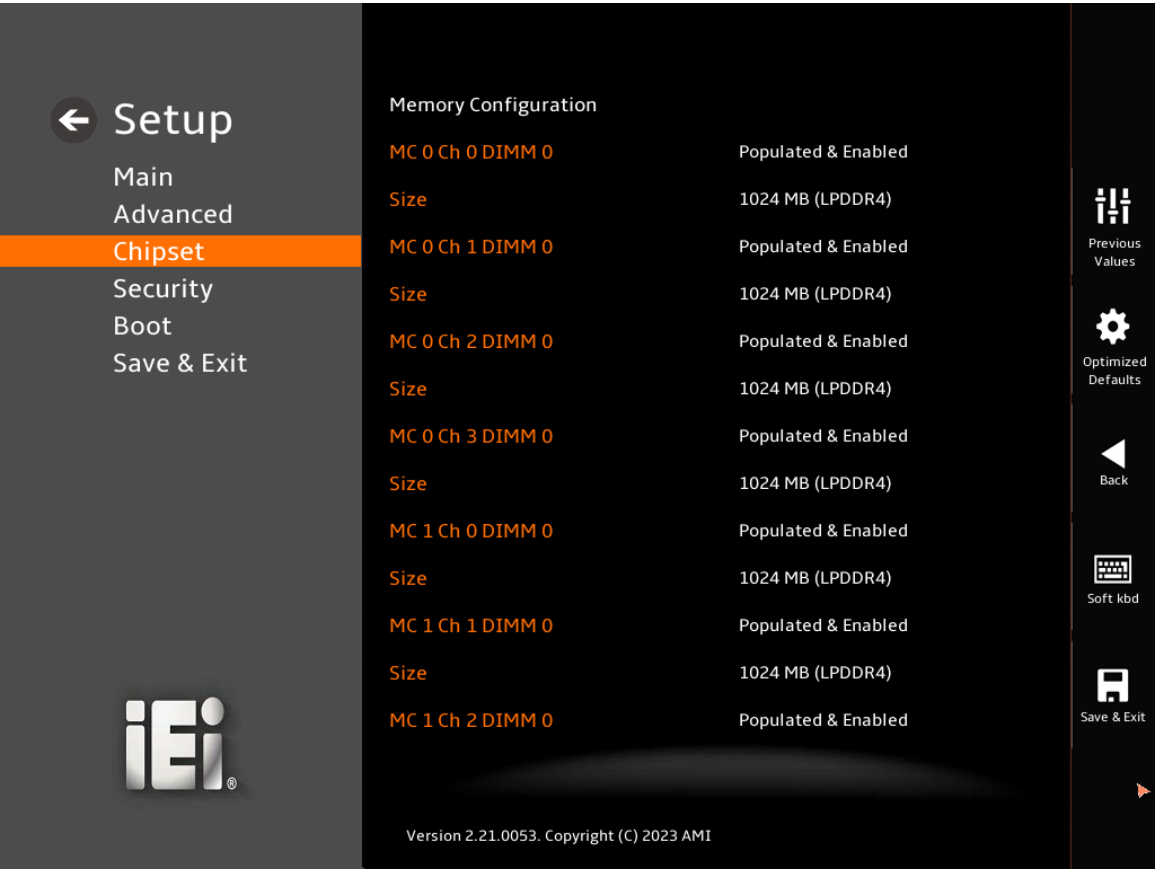 Setup
Main
Advanced
Chipset
Security
Boot
Save & Exit
iEi®
Memory Configuration
MC 0 Ch 0 DIMM 0 Populated & Enabled
Size 1024 MB (LPDDR4)
MC 0 Ch 1 DIMM 0 Populated & Enabled
Size 1024 MB (LPDDR4)
MC 0 Ch 2 DIMM 0 Populated & Enabled
Size 1024 MB (LPDDR4)
MC 0 Ch 3 DIMM 0 Populated & Enabled
Size 1024 MB (LPDDR4)
MC 1 Ch 0 DIMM 0 Populated & Enabled
Size 1024 MB (LPDDR4)
MC 1 Ch 1 DIMM 0 Populated & Enabled
Size 1024 MB (LPDDR4)
MC 1 Ch 2 DIMM 0 Populated & Enabled
Version 2.21.0053. Copyright (C) 2023 AMI
Previous
Values
Optimized
Defaults
Back
Soft kbd
Save & Exit